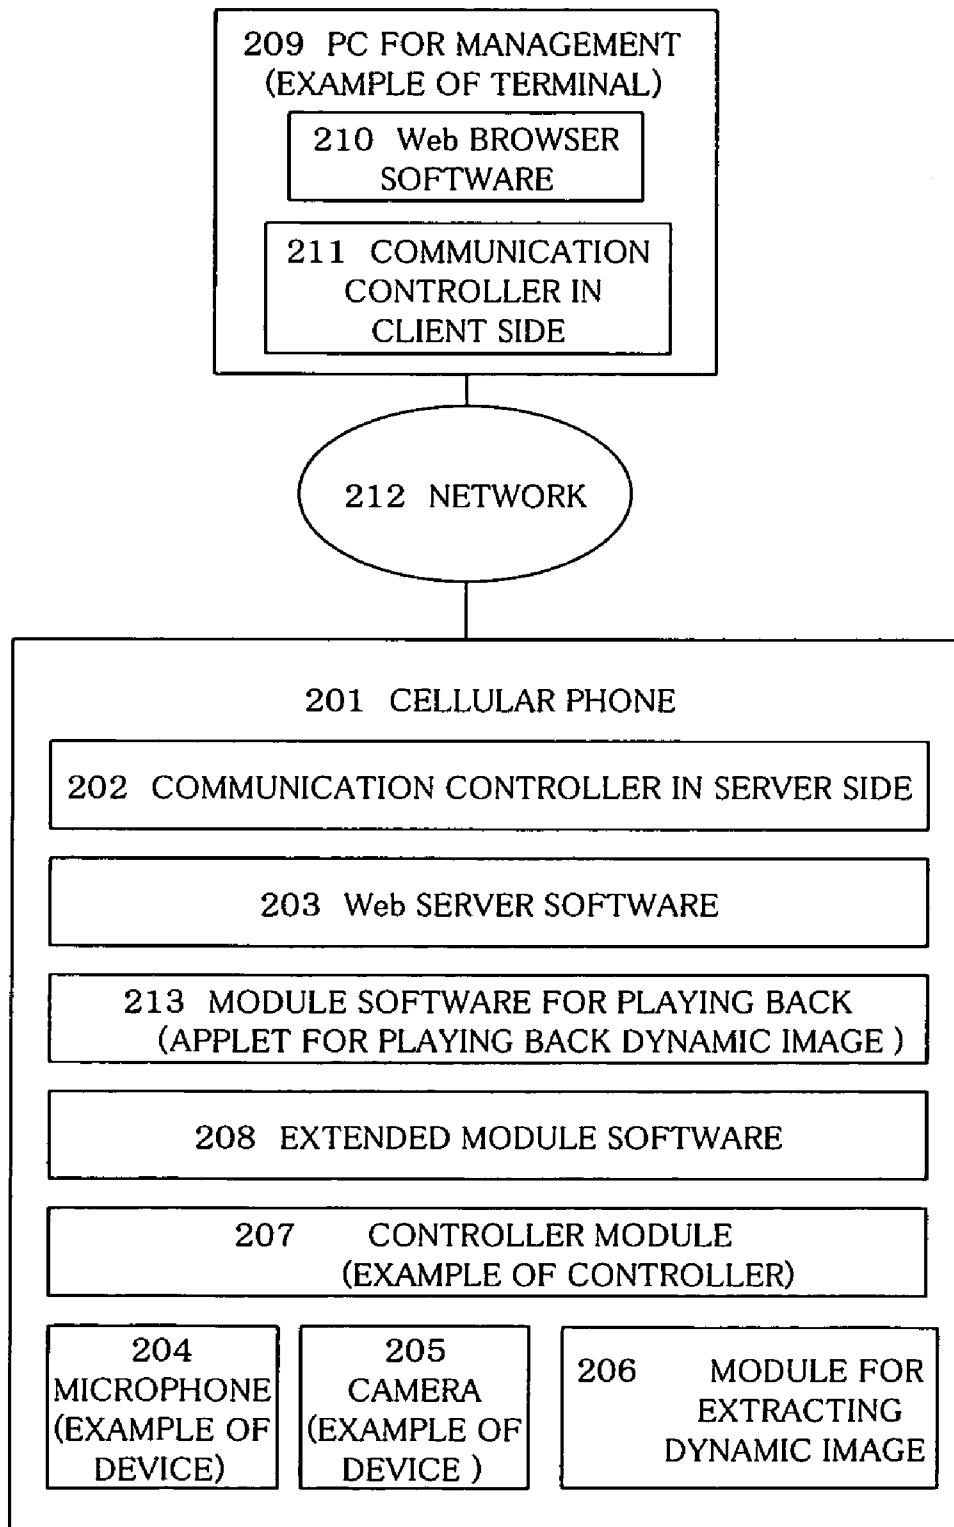 209 PC FOR MANAGEMENT
(EXAMPLE OF TERMINAL)
210 Web BROWSER
SOFTWARE
211 COMMUNICATION
CONTROLLER IN
CLIENT SIDE
212 NETWORK
201 CELLULAR PHONE
202 COMMUNICATION CONTROLLER IN SERVER SIDE
203 Web SERVER SOFTWARE
213 MODULE SOFTWARE FOR PLAYING BACK
(APPLET FOR PLAYING BACK DYNAMIC IMAGE )
208 EXTENDED MODULE SOFTWARE
207 CONTROLLER MODULE
(EXAMPLE OF CONTROLLER)
204
MICROPHONE
(EXAMPLE OF
DEVICE)
205
CAMERA
(EXAMPLE OF
DEVICE )
206 MODULE FOR
EXTRACTING
DYNAMIC IMAGE